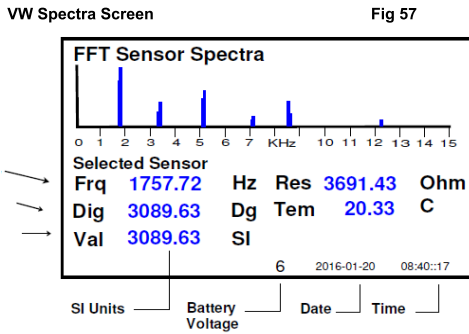 VW Spectra Screen Fig 57
FFT Sensor Spectra
0 1 2 3 4 5 6 7 KHz 10 11 12 13 14 15
Selected Sensor
Frq 1757.72 Hz Res 3691.43 Ohm
Dig 3089.63 Dg Tem 20.33 C
Val 3089.63 SI
6 2016-01-20 08:40::17
SI Units Battery Voltage Date Time